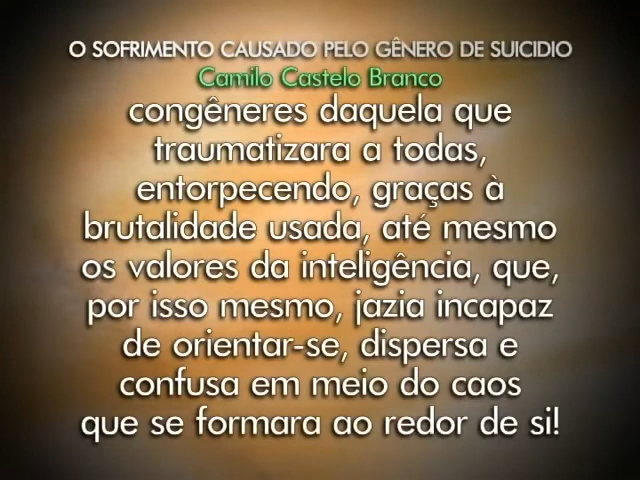 O SOFRIMENTO CAUSADO PELO GÊNERO DE SUICIDIO
Camilo Castelo Branco
congêneres daquela que
traumatizara a todas,
entorpecendo, graças à
brutalidade usada, até mesmo
os valores da inteligência, que,
por isso mesmo, jazia incapaz
de orientar-se, dispersa e
confusa em meio do caos
que se formara ao redor de si!